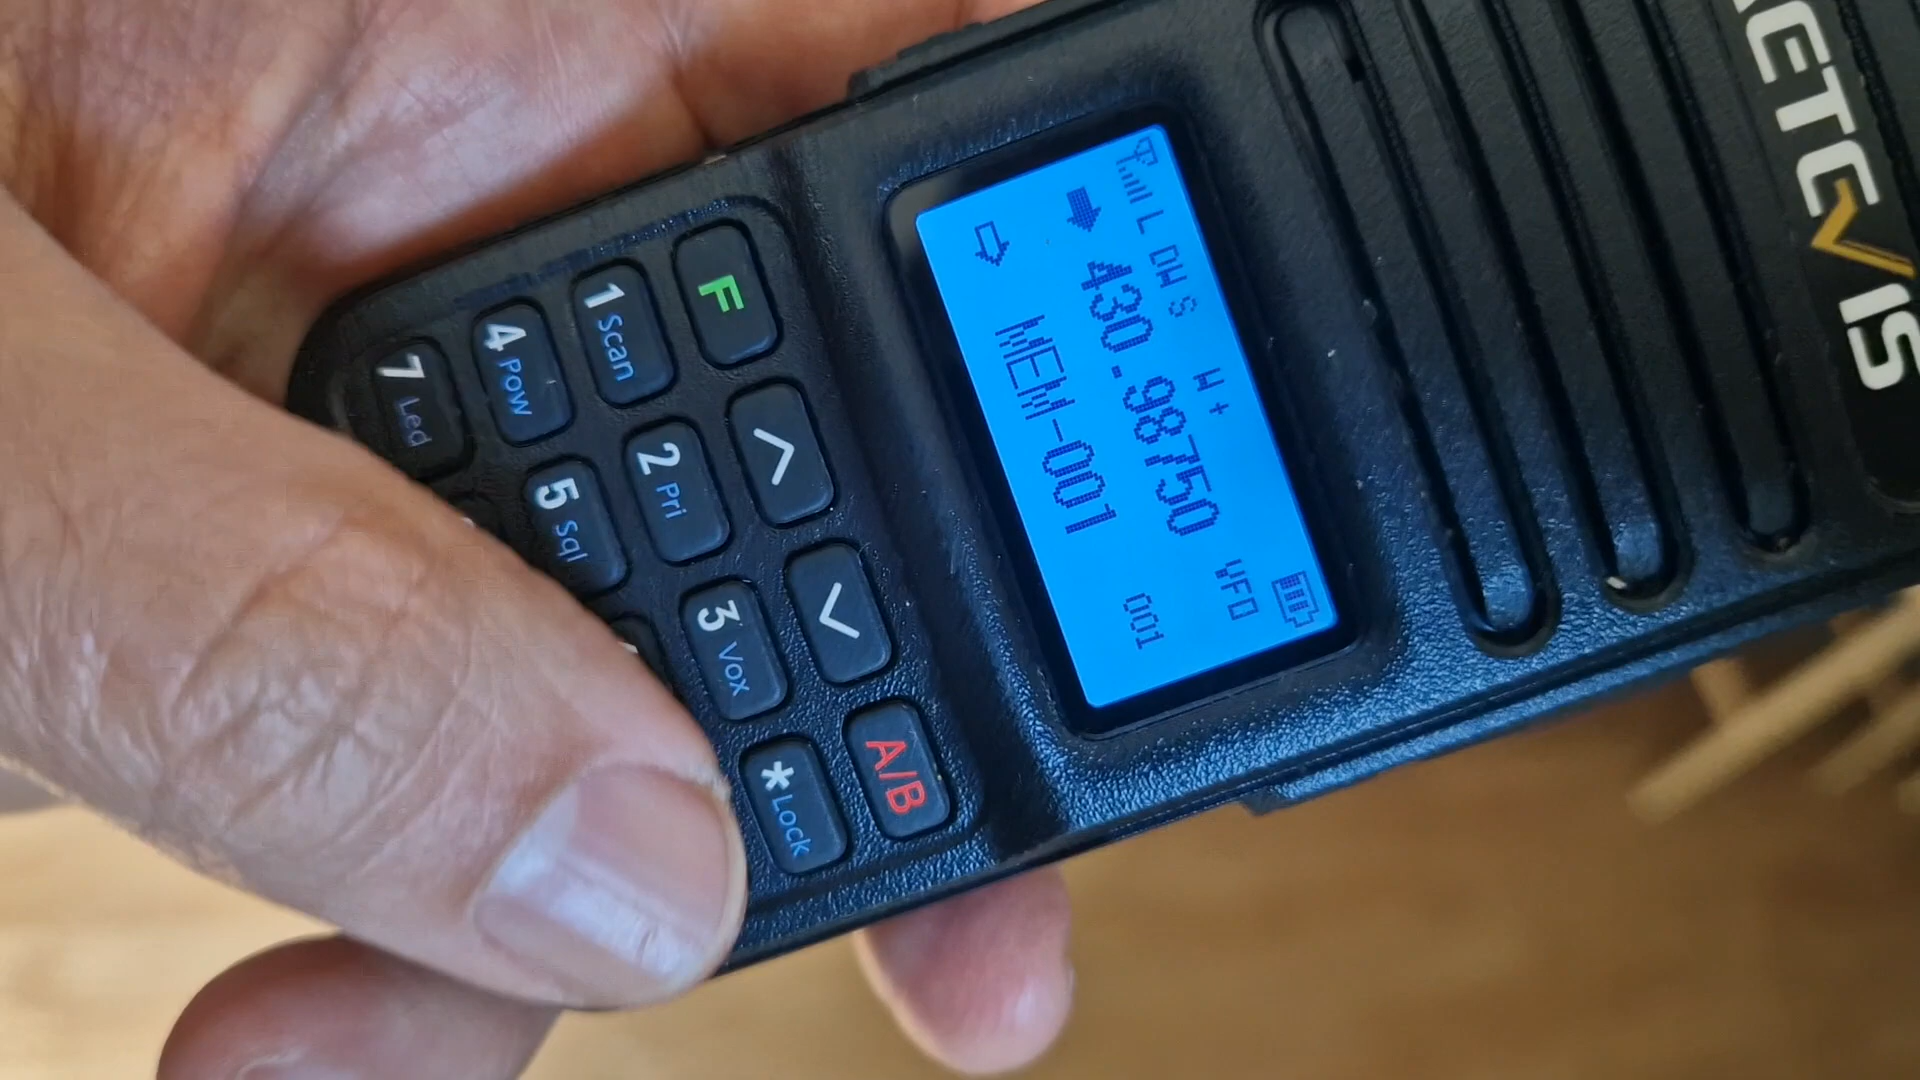 RETEVIS
L DW S W +
430.98750 VFO
MEM-001 001
F
A/B
1 Scan
2 Pri
3 Vox
* Lock
4 Pow
5 Sql
7 Led